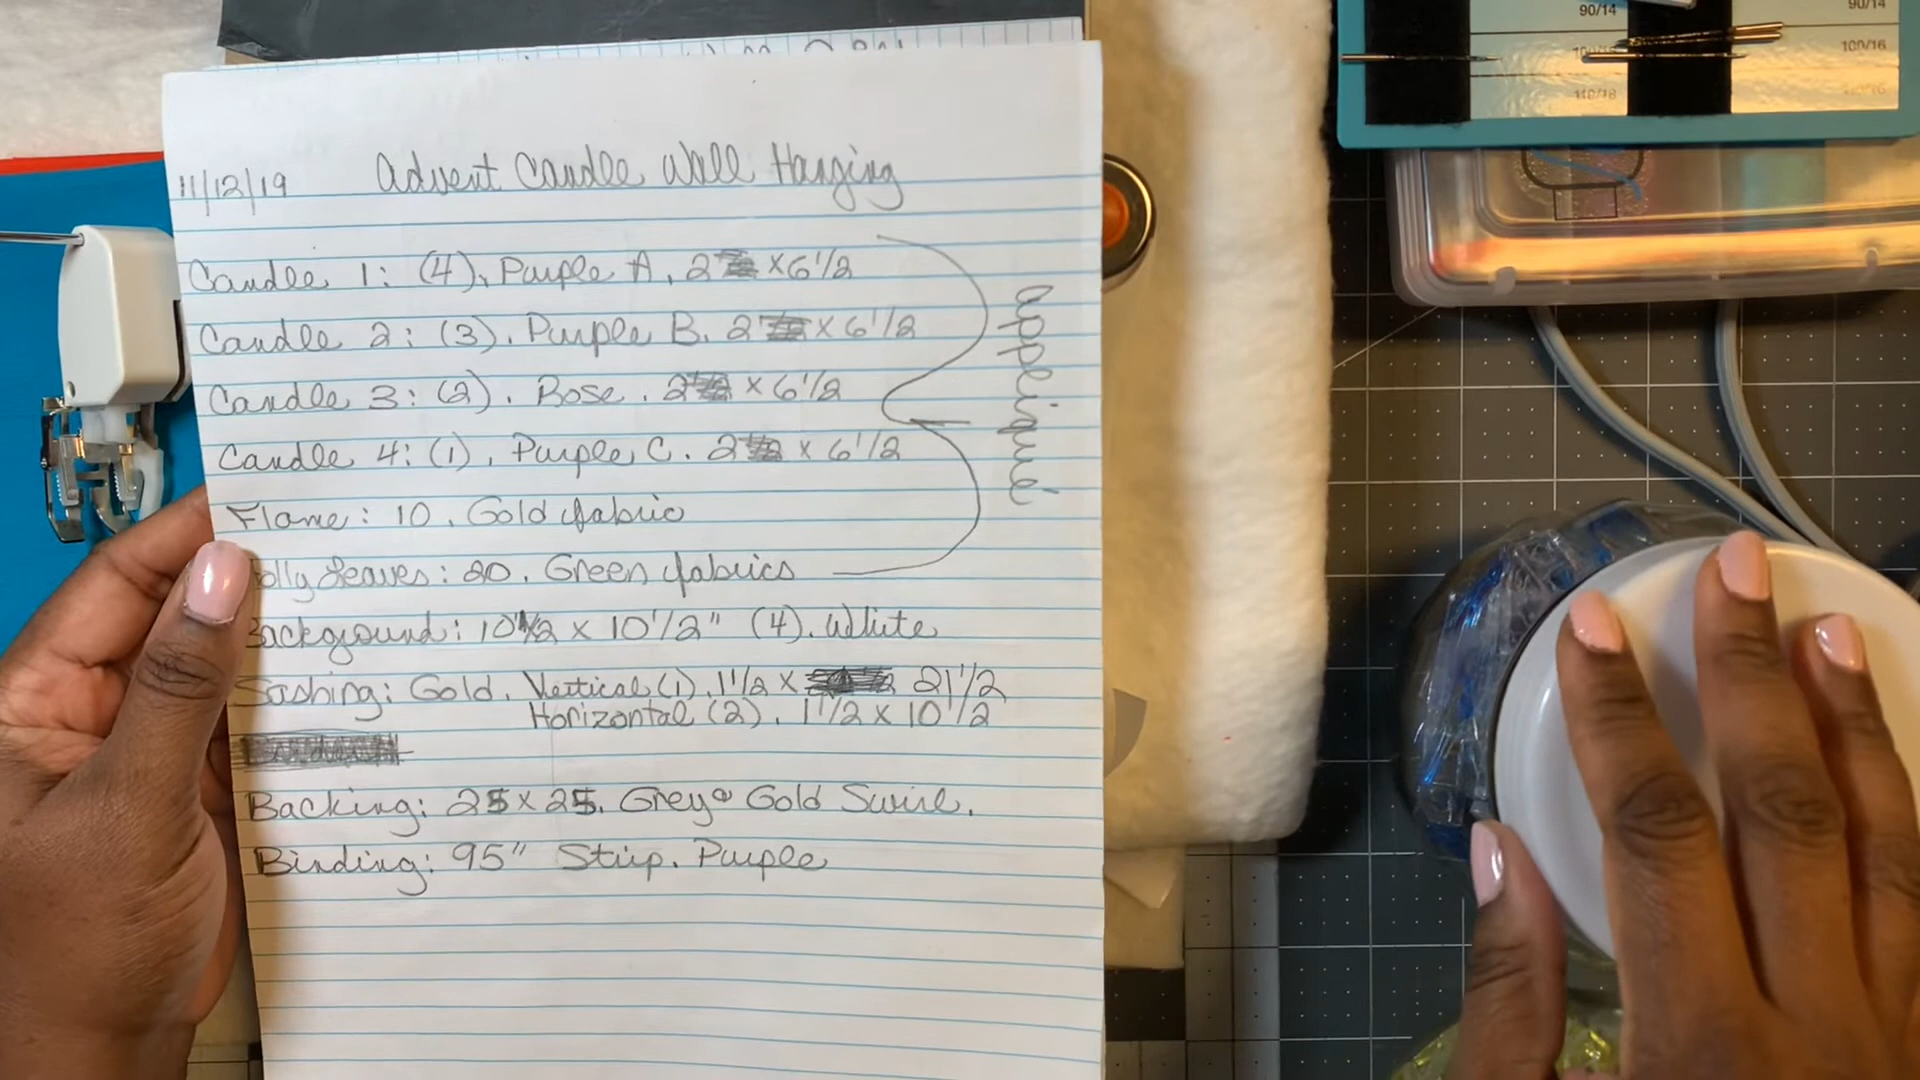 90/14
90/14
100/16
110/18
11/12/19 Advent Candle Wall Hanging
Candle 1: (4), Purple A, 2 x 6 1/2
Candle 2: (3). Purple B. 2 x 6 1/2
Candle 3: (2). Rose. 2 x 6 1/2
Candle 4: (1), Purple C. 2 x 6 1/2
Flame: 10. Gold fabric
olly Leaves: 20. Green fabrics
appliqué
Background: 10 1/2 x 10 1/2" (4). White
Sashing: Gold. Vertical (1). 1 1/2 x 21 1/2
Horizontal (2). 1 1/2 x 10 1/2
Backing: 25 x 25. Grey Gold Swirl.
Binding: 95" Strip. Purple